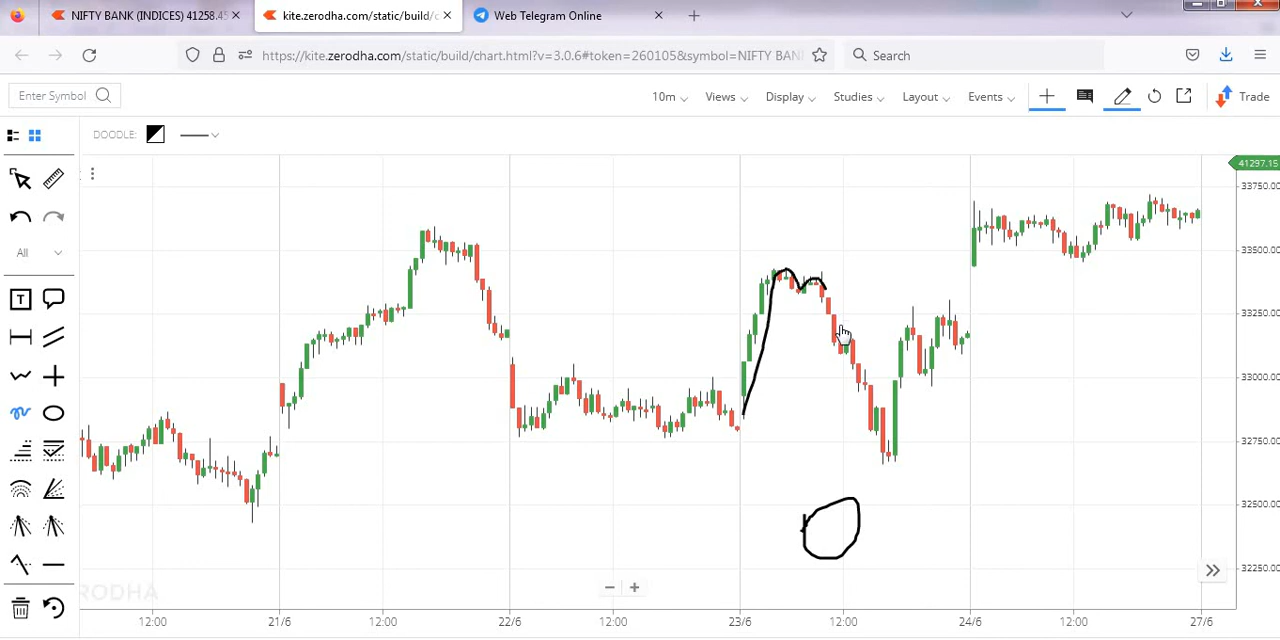 NIFTY BANK (INDICES) 41258.45
kite.zerodha.com/static/build/c
Web Telegram Online
https://kite.zerodha.com/static/build/chart.html?v=3.0.6#token=260105&symbol=NIFTY BAN
Search
Enter Symbol
10m
Views
Display
Studies
Layout
Events
Trade
DOODLE:
All
T
41297.15
33750.00
33500.00
33250.00
33000.00
32750.00
32500.00
32250.00
RODHA
12:00 21/6 12:00 22/6 12:00 23/6 12:00 24/6 12:00 27/6